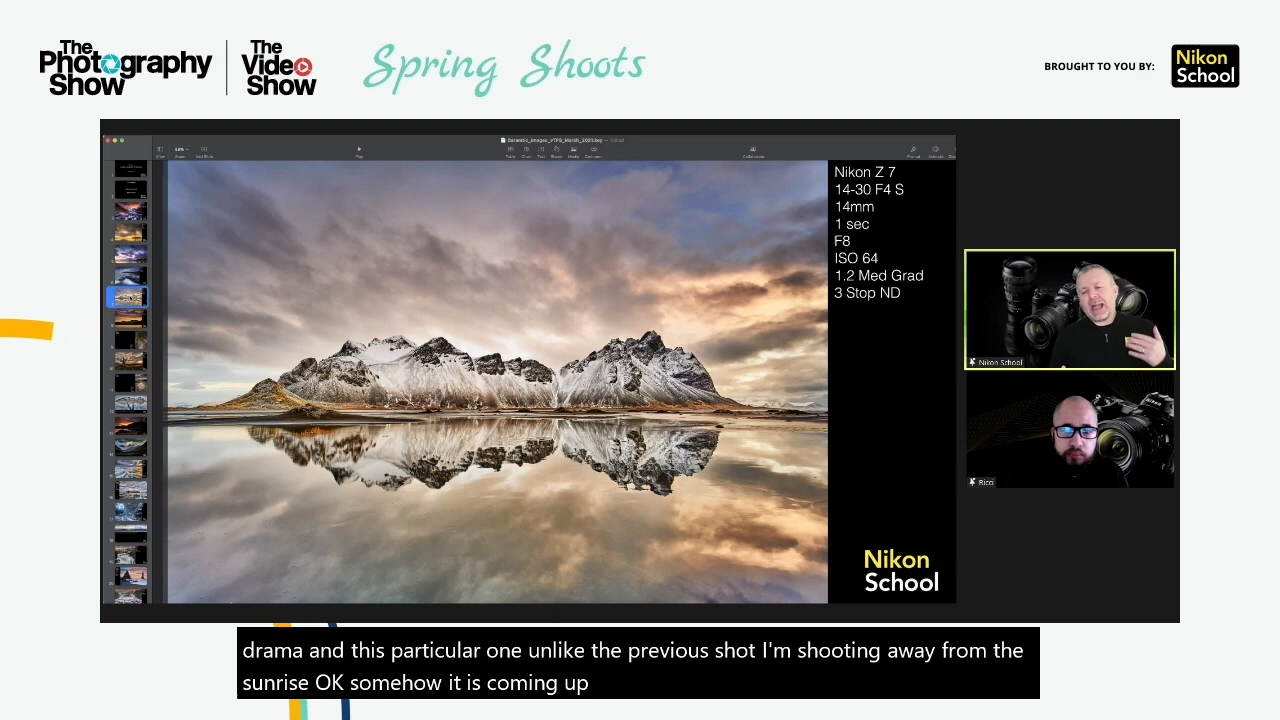 The
Photography
Show
The
Video
Show
Spring Shoots
BROUGHT TO YOU BY:
Nikon
School
Nikon Z 7
14-30 F4 S
14mm
1 sec
F8
ISO 64
1.2 Med Grad
3 Stop ND
Nikon
School
Nikon School
Ricci
drama and this particular one unlike the previous shot I'm shooting away from the
sunrise OK somehow it is coming up